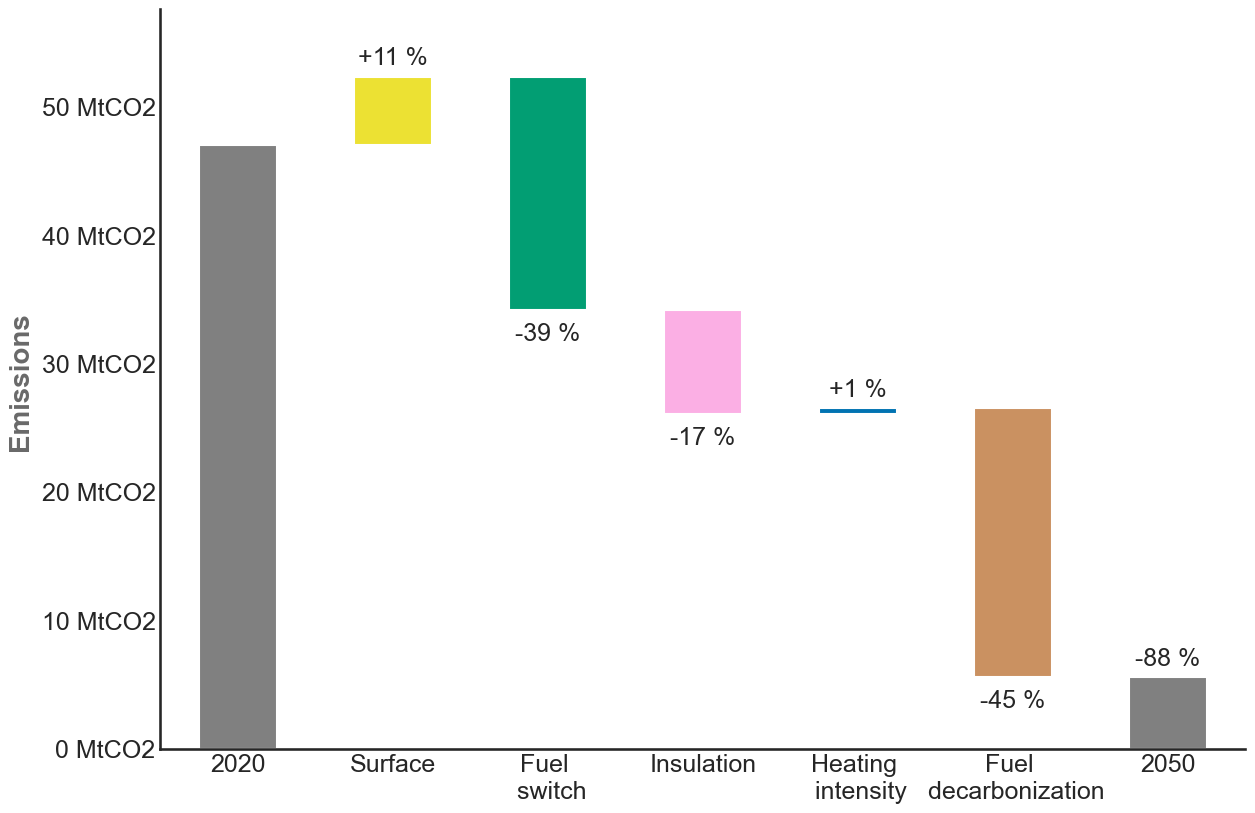 Emissions
50 MtCO2
40 MtCO2
30 MtCO2
20 MtCO2
10 MtCO2
0 MtCO2
+11 %
-39 %
-17 %
+1 %
-45 %
-88 %
2020
Surface
Fuel
switch
Insulation
Heating
intensity
Fuel
decarbonization
2050